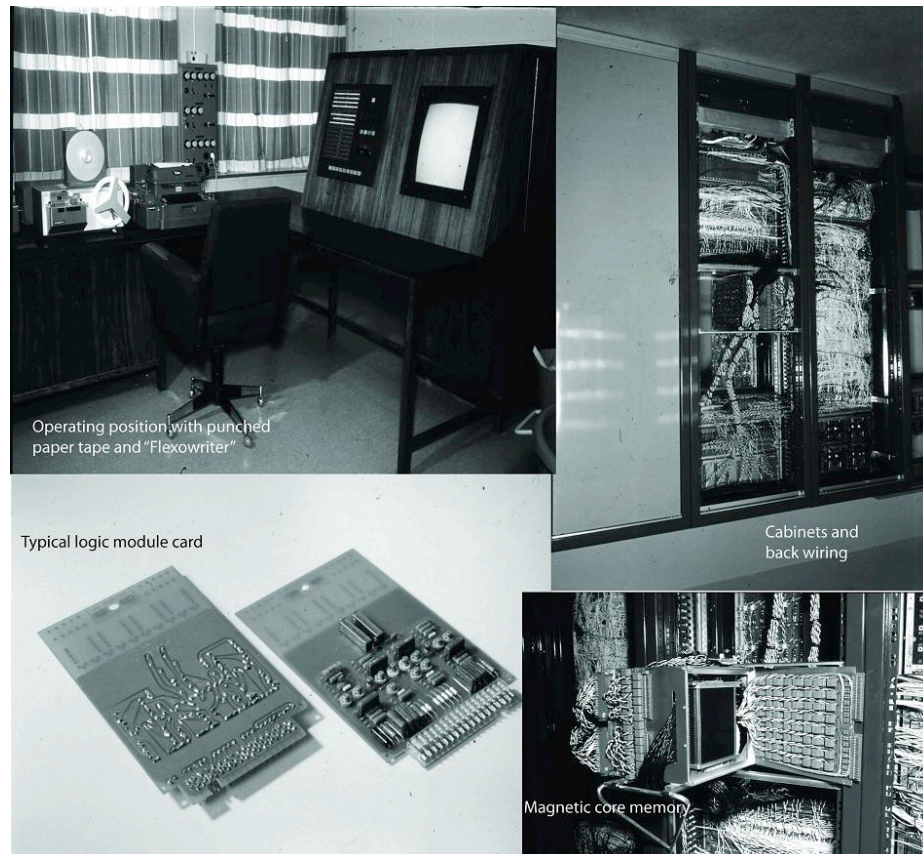 Operating position with punched
paper tape and “Flexowriter”
Typical logic module card
Cabinets and
back wiring
Magnetic core memory